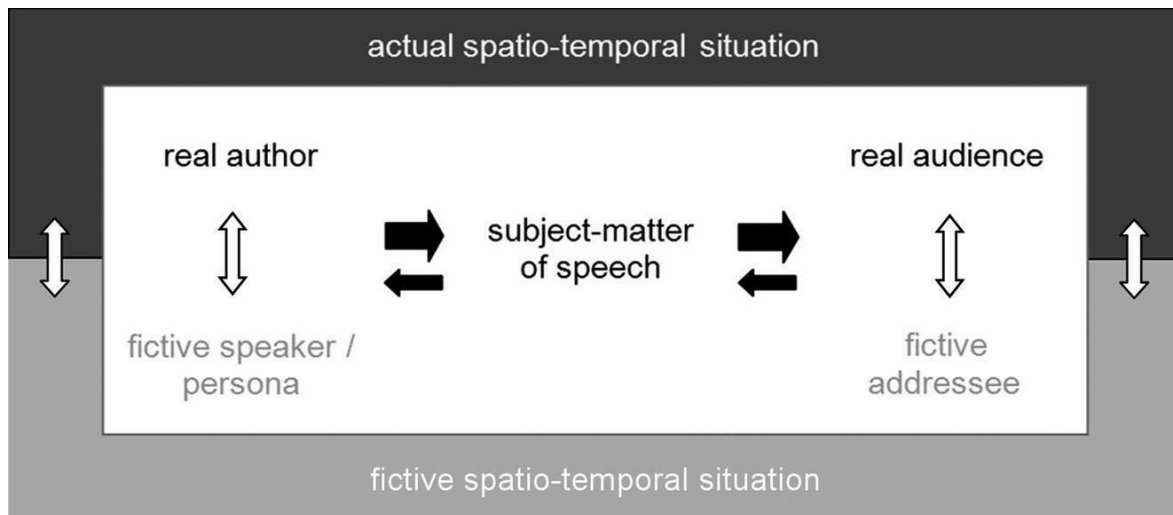 actual spatio-temporal situation
real author
real audience
subject-matter
of speech
fictive speaker /
persona
fictive
addressee
fictive spatio-temporal situation